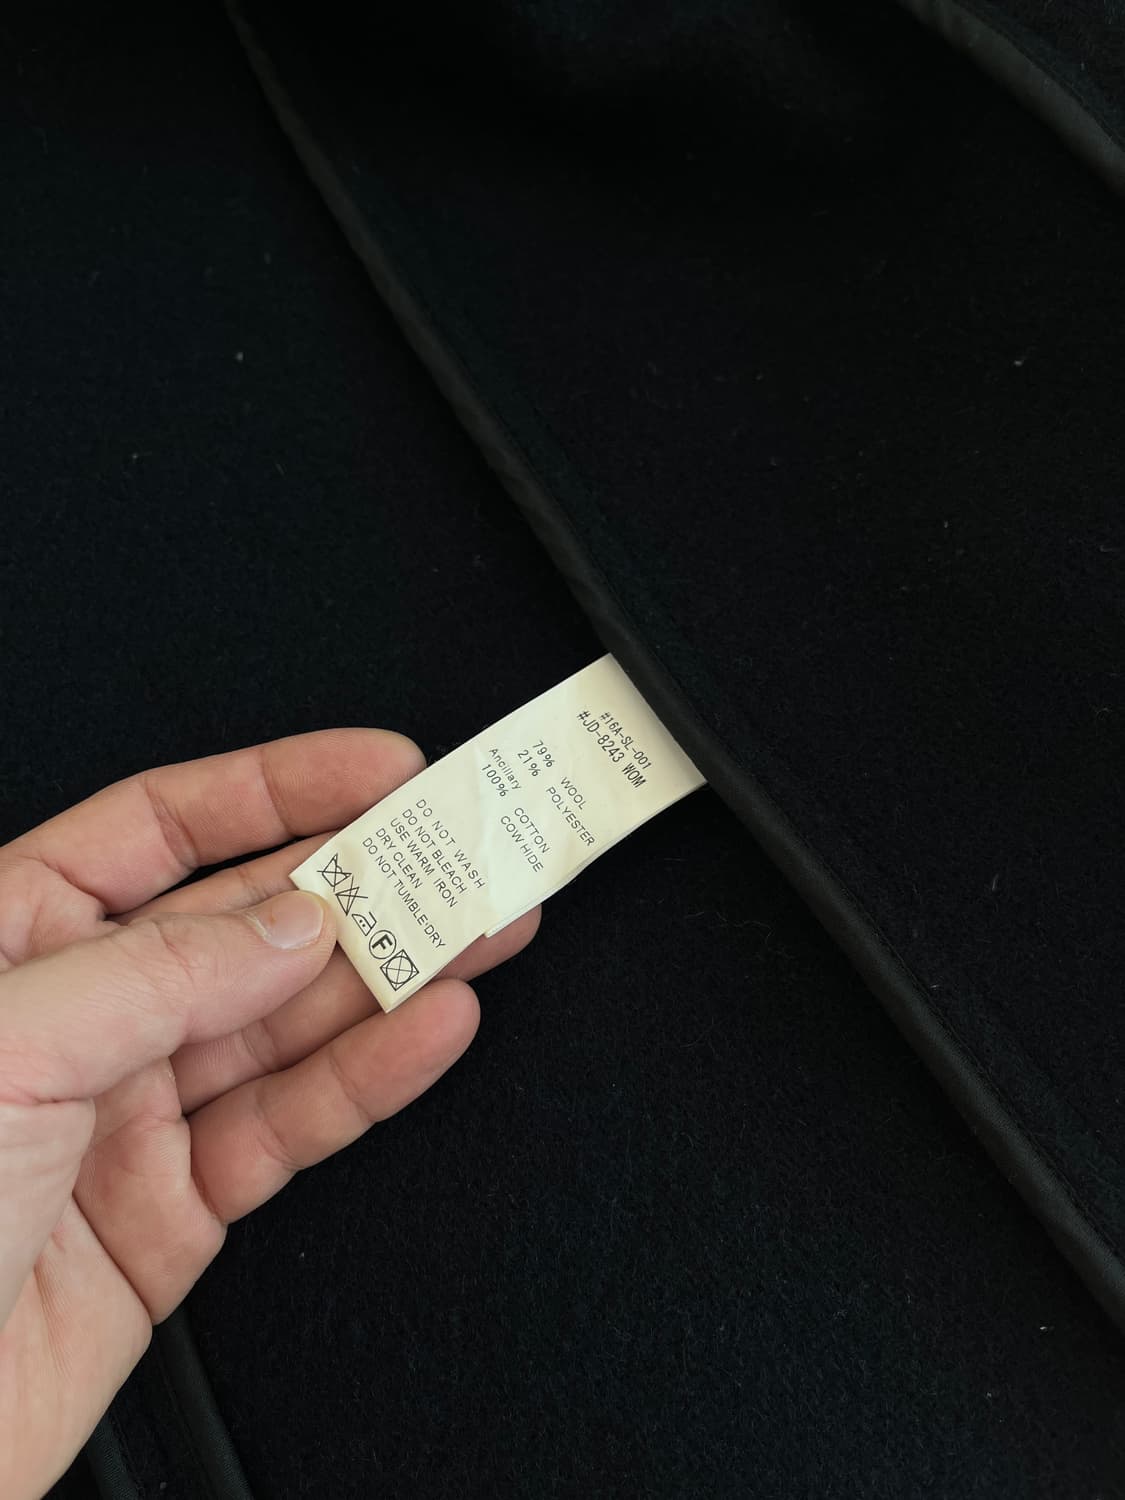 #16A-SL-001
#JD-8243 WOM
79% WOOL
21% POLYESTER
Ancillary COTTON
100% COW HIDE
DO NOT WASH
DO NOT BLEACH
USE WARM IRON
DRY CLEAN
DO NOT TUMBLE DRY
F